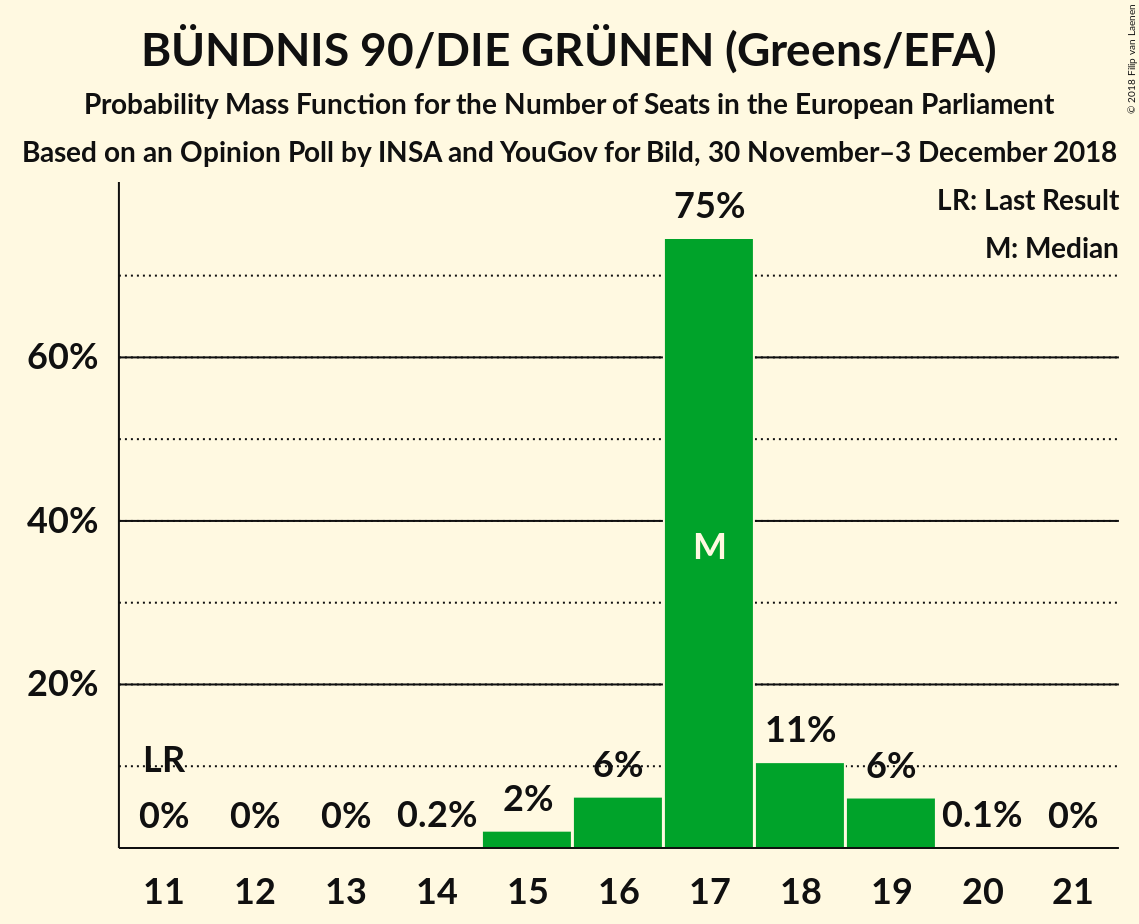 BÜNDNIS 90/DIE GRÜNEN (Greens/EFA)
Probability Mass Function for the Number of Seats in the European Parliament
Based on an Opinion Poll by INSA and YouGov for Bild, 30 November–3 December 2018
© 2018 Filip van Laenen
LR: Last Result
M: Median
75%
60%
M
40%
20%
LR
0%
0%
0%
0.2%
2%
6%
11%
6%
0.1%
0%
11 12 13 14 15 16 17 18 19 20 21